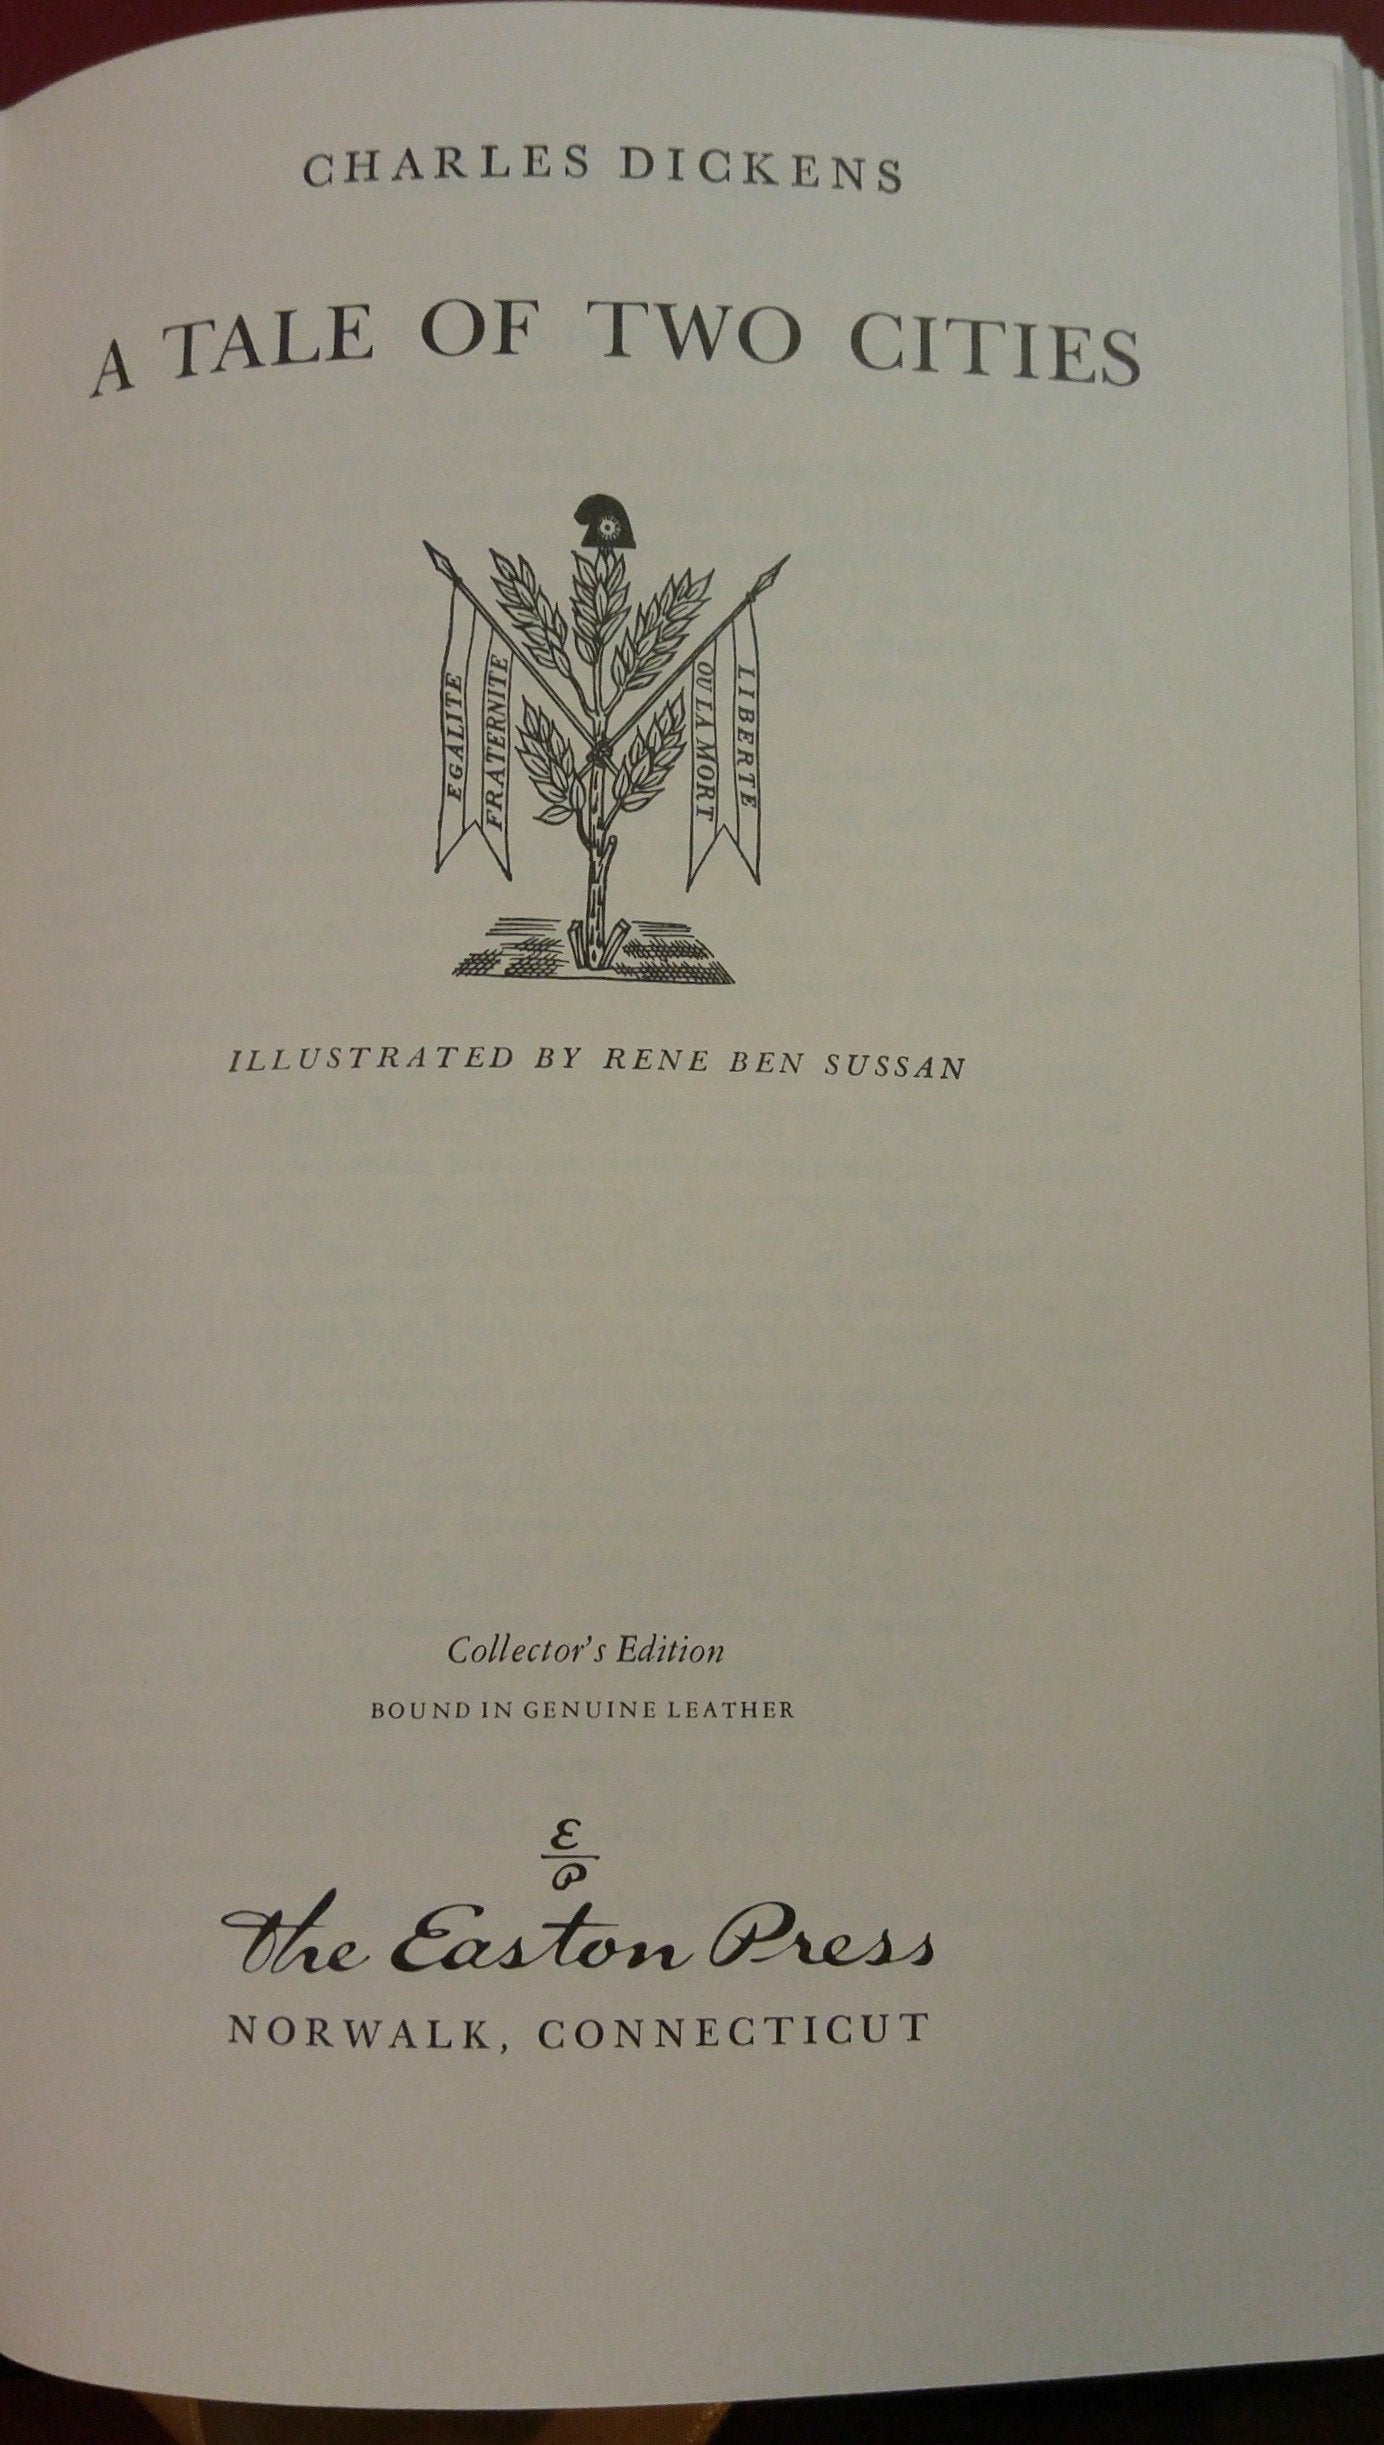 CHARLES DICKENS
A TALE OF TWO CITIES
EGALITE
FRATERNITE
OU LA MORT
LIBERTE
ILLUSTRATED BY RENE BEN SUSSAN
Collector's Edition
BOUND IN GENUINE LEATHER
E
P
The Easton Press
NORWALK, CONNECTICUT